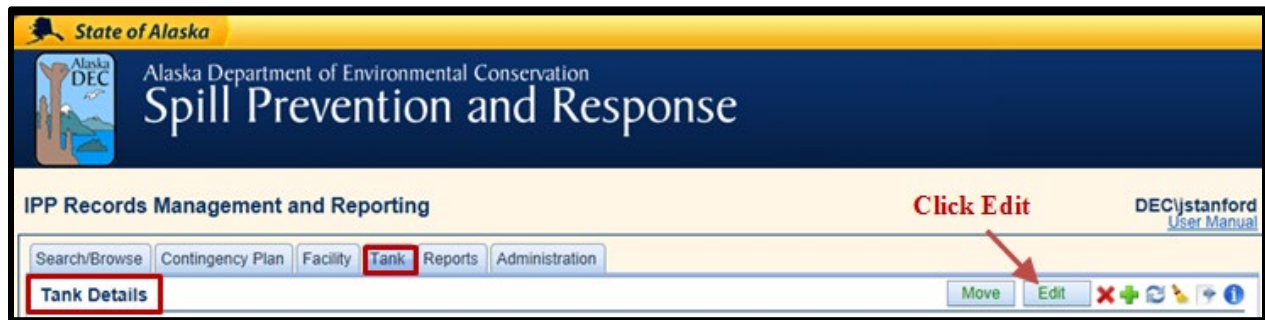 State of Alaska
Alaska
DEC
Alaska Department of Environmental Conservation
Spill Prevention and Response
IPP Records Management and Reporting
Click Edit
DEC\jstanford
User Manual
Search/Browse Contingency Plan Facility Tank Reports Administration
Tank Details
Move Edit